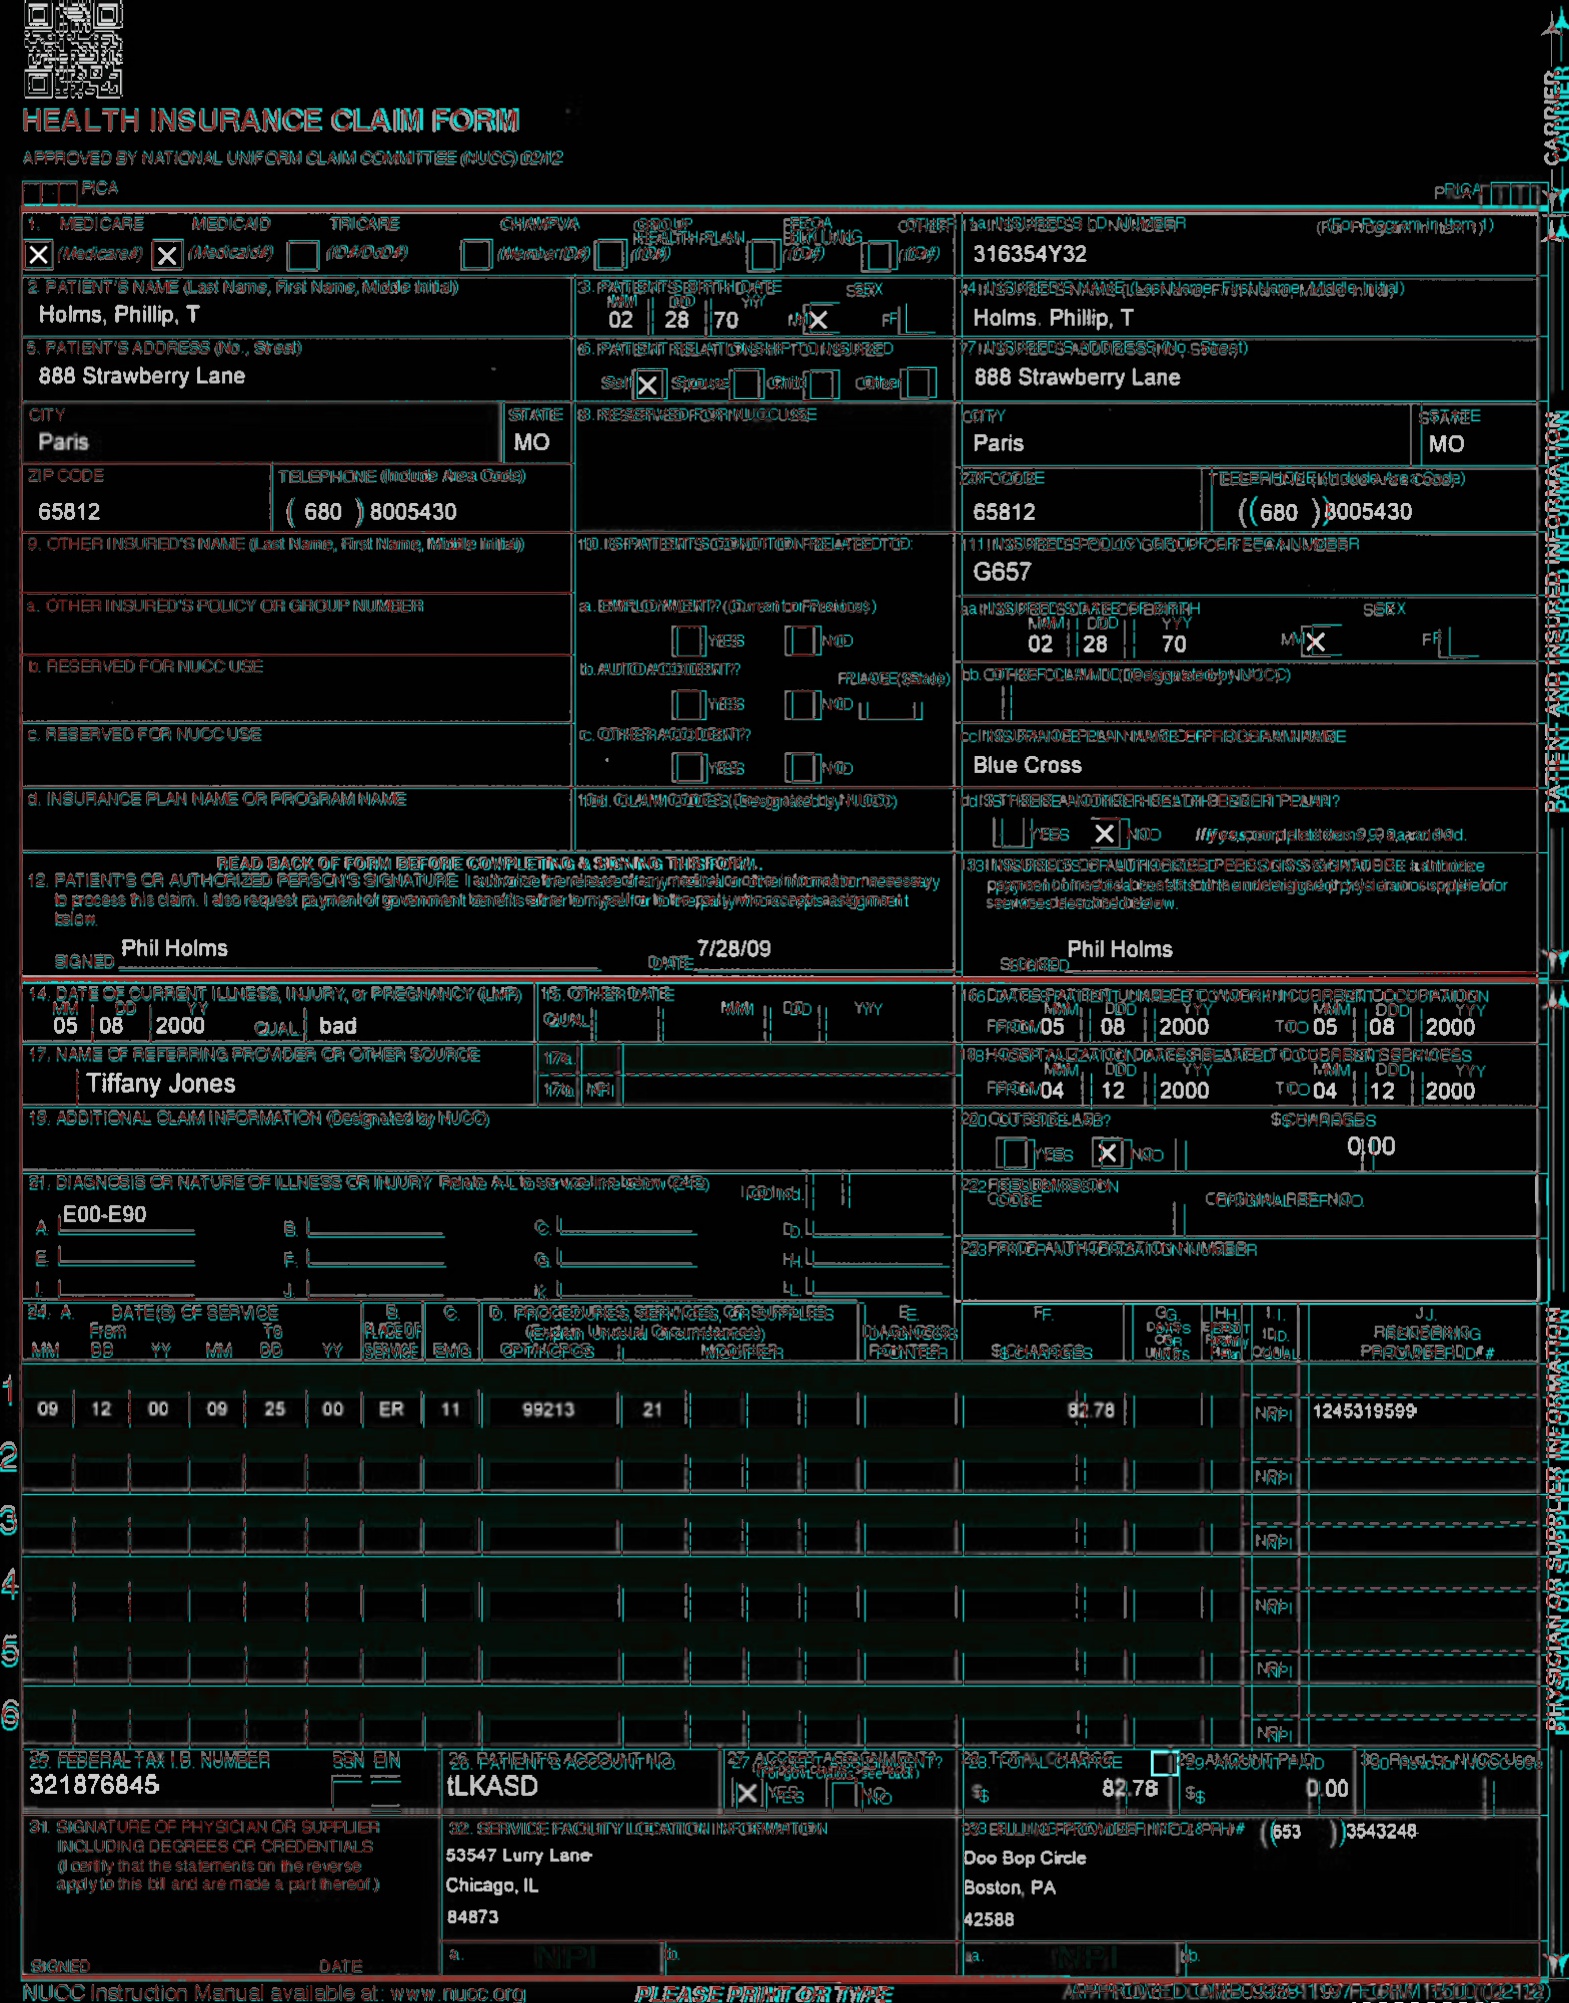 HEALTH INSURANCE CLAIM FORM
APPROVED BY NATIONAL UNIFORM CLAIM COMMITTEE (NUCC) 02/12
PICA PICA
CARRIER
1. MEDICARE MEDICAID TRICARE CHAMPVA GROUP HEALTH PLAN FECA BLK LUNG OTHER 1a. INSURED'S I.D. NUMBER (For Program in Item 1)
X (Medicare#) X (Medicaid#) (ID#/DoD#) (Member ID#) (ID#) (ID#) (ID#) 316354Y32
2. PATIENT'S NAME (Last Name, First Name, Middle Initial) 3. PATIENT'S BIRTH DATE SEX 4. INSURED'S NAME (Last Name, First Name, Middle Initial)
MM DD YY
Holms, Phillip, T 02 28 70 M X F Holms. Phillip, T
5. PATIENT'S ADDRESS (No., Street) 6. PATIENT RELATIONSHIP TO INSURED 7. INSURED'S ADDRESS (No., Street)
888 Strawberry Lane Self X Spouse Child Other 888 Strawberry Lane
CITY STATE 8. RESERVED FOR NUCC USE CITY STATE
Paris MO Paris MO
ZIP CODE TELEPHONE (Include Area Code) ZIP CODE TELEPHONE (Include Area Code)
65812 ( 680 ) 8005430 65812 ( 680 ) 8005430
9. OTHER INSURED'S NAME (Last Name, First Name, Middle Initial) 10. IS PATIENT'S CONDITION RELATED TO: 11. INSURED'S POLICY GROUP OR FECA NUMBER
G657
a. OTHER INSURED'S POLICY OR GROUP NUMBER a. EMPLOYMENT? (Current or Previous) a. INSURED'S DATE OF BIRTH SEX
MM DD YY
YES NO 02 28 70 M X F
b. RESERVED FOR NUCC USE b. AUTO ACCIDENT? PLACE (State) b. OTHER CLAIM ID (Designated by NUCC)
YES NO
c. RESERVED FOR NUCC USE c. OTHER ACCIDENT? c. INSURANCE PLAN NAME OR PROGRAM NAME
YES NO Blue Cross
d. INSURANCE PLAN NAME OR PROGRAM NAME 10d. CLAIM CODES (Designated by NUCC) d. IS THERE ANOTHER HEALTH BENEFIT PLAN?
YES X NO If yes, complete items 9, 9a, and 9d.
PATIENT AND INSURED INFORMATION
READ BACK OF FORM BEFORE COMPLETING & SIGNING THIS FORM.
12. PATIENT'S OR AUTHORIZED PERSON'S SIGNATURE I authorize the release of any medical or other information necessary
to process this claim. I also request payment of government benefits either to myself or to the party who accepts assignment
below.
13. INSURED'S OR AUTHORIZED PERSON'S SIGNATURE I authorize
payment of medical benefits to the undersigned physician or supplier for
services described below.
SIGNED Phil Holms DATE 7/28/09 SIGNED Phil Holms
14. DATE OF CURRENT ILLNESS, INJURY, or PREGNANCY (LMP) 15. OTHER DATE 16. DATES PATIENT UNABLE TO WORK IN CURRENT OCCUPATION
MM DD YY MM DD YY MM DD YY MM DD YY
05 08 2000 QUAL. bad QUAL. FROM 05 08 2000 TO 05 08 2000
17. NAME OF REFERRING PROVIDER OR OTHER SOURCE 17a. 18. HOSPITALIZATION DATES RELATED TO CURRENT SERVICES
MM DD YY MM DD YY
Tiffany Jones 17b. NPI FROM 04 12 2000 TO 04 12 2000
19. ADDITIONAL CLAIM INFORMATION (Designated by NUCC) 20. OUTSIDE LAB? $ CHARGES
YES X NO 0.00
21. DIAGNOSIS OR NATURE OF ILLNESS OR INJURY Relate A-L to service line below (24E) ICD Ind. 22. RESUBMISSION CODE ORIGINAL REF. NO.
A. E00-E90 B. C. D.
E. F. G. H. 23. PRIOR AUTHORIZATION NUMBER
I. J. K. L.
24. A. DATE(S) OF SERVICE B. C. D. PROCEDURES, SERVICES, OR SUPPLIES E. F. G. H. I. J.
From To PLACE OF (Explain Unusual Circumstances) DIAGNOSIS DAYS OR EPSDT Family ID. RENDERING
MM DD YY MM DD YY SERVICE EMG CPT/HCPCS MODIFIER POINTER $ CHARGES UNITS Plan QUAL. PROVIDER ID. #
1 09 12 00 09 25 00 ER 11 99213 21 82.78 NPI 1245319599
2 NPI
3 NPI
4 NPI
5 NPI
6 NPI
PHYSICIAN OR SUPPLIER INFORMATION
25. FEDERAL TAX I.D. NUMBER SSN EIN 26. PATIENT'S ACCOUNT NO. 27. ACCEPT ASSIGNMENT? 28. TOTAL CHARGE 29. AMOUNT PAID 30. Rsvd for NUCC Use
(For govt. claims, see back)
321876845 tLKASD X YES NO $ 82.78 $ 0.00
31. SIGNATURE OF PHYSICIAN OR SUPPLIER
INCLUDING DEGREES OR CREDENTIALS
(I certify that the statements on the reverse
apply to this bill and are made a part thereof.)
SIGNED DATE
32. SERVICE FACILITY LOCATION INFORMATION
53547 Lurry Lane
Chicago, IL
84873
a. NPI b.
33. BILLING PROVIDER INFO & PH # ( 653 ) 3543248
Doo Bop Circle
Boston, PA
42588
a. NPI b.
NUCC Instruction Manual available at: www.nucc.org PLEASE PRINT OR TYPE APPROVED OMB-0938-1197 FORM 1500 (02-12)